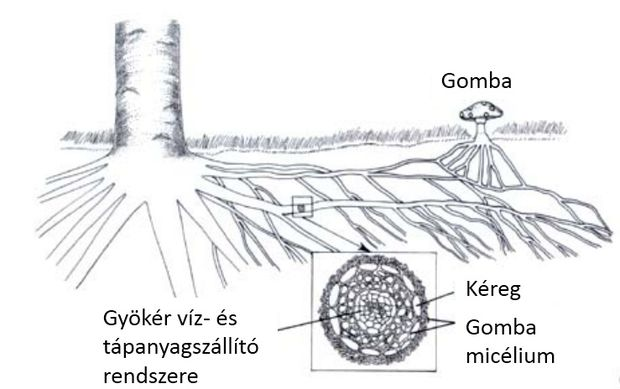 Gomba
Kéreg
Gyökér víz- és
tápanyagszállító
rendszere
Gomba
micélium